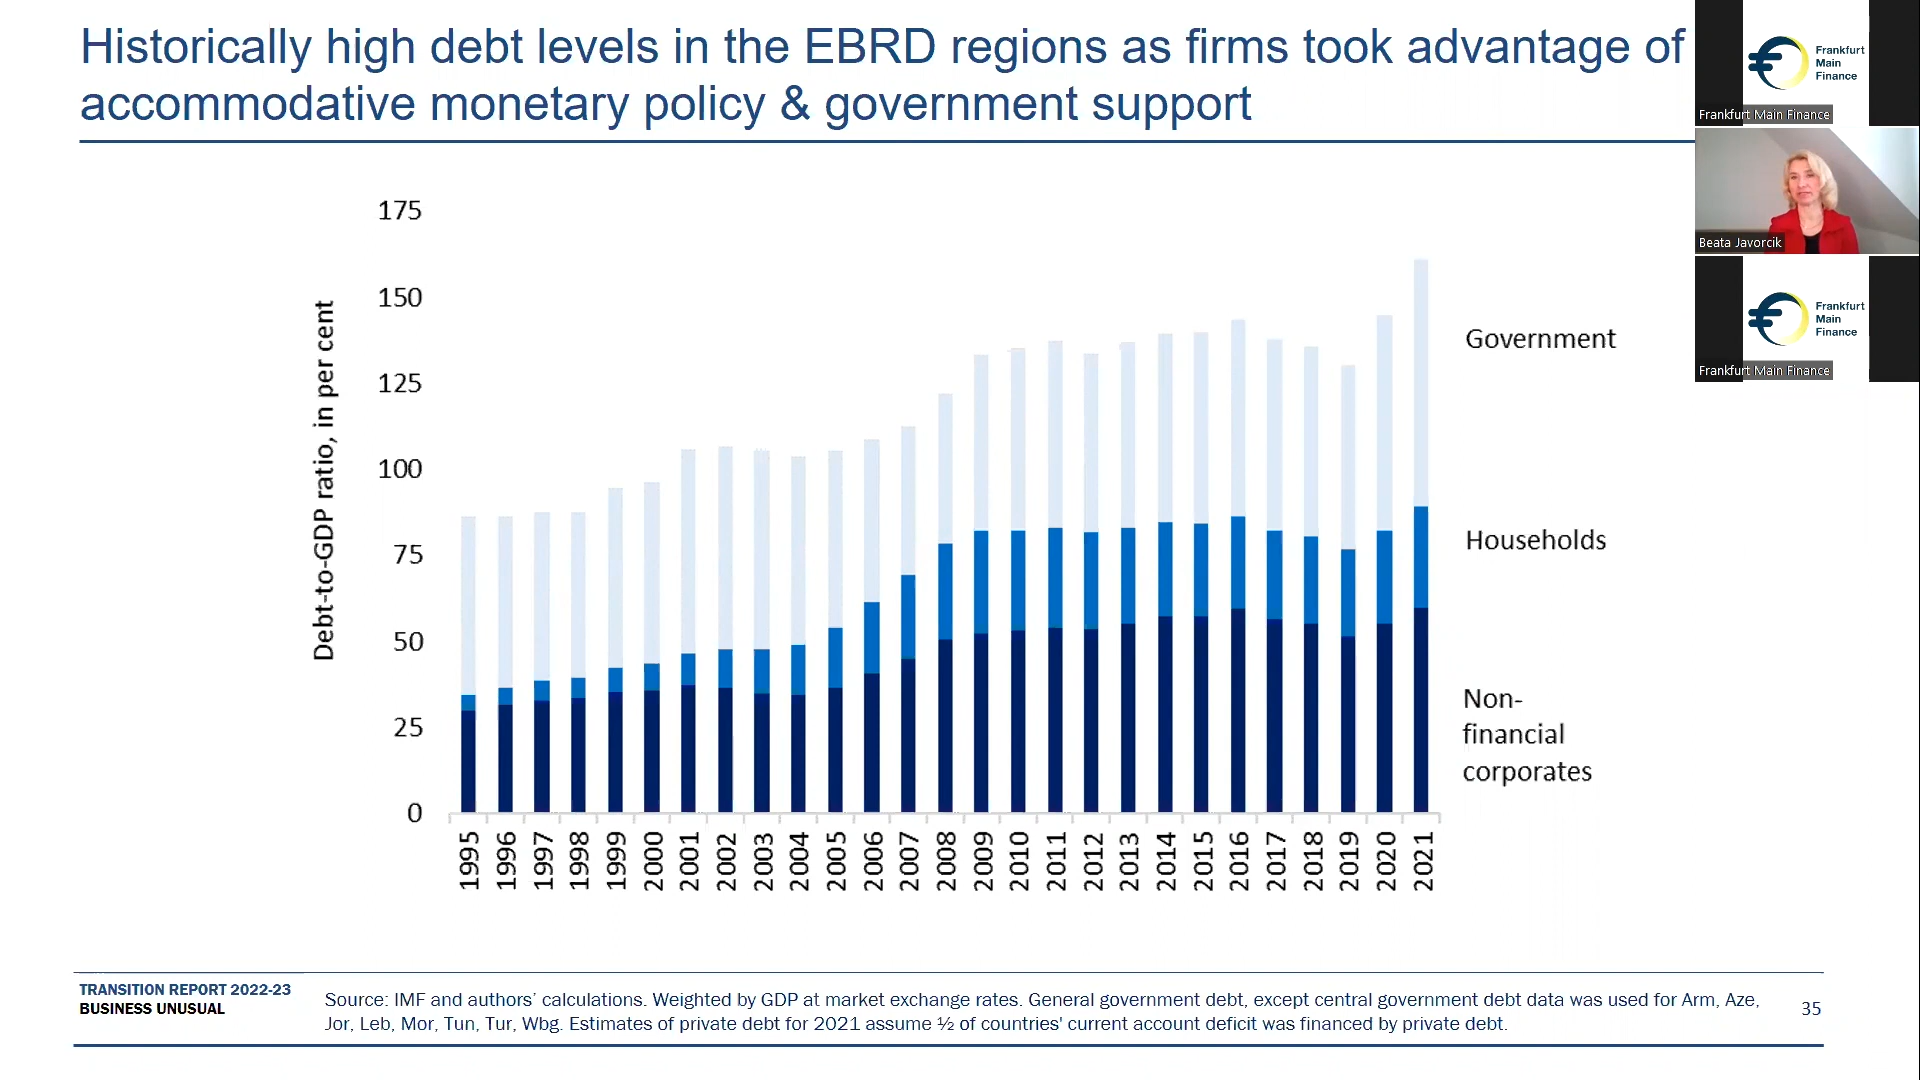 Historically high debt levels in the EBRD regions as firms took advantage of
accommodative monetary policy & government support
Frankfurt
Main
Finance
Frankfurt Main Finance
Beata Javorcik
Frankfurt
Main
Finance
Frankfurt Main Finance
Debt-to-GDP ratio, in per cent
175
150
125
100
75
50
25
0
1995
1996
1997
1998
1999
2000
2001
2002
2003
2004
2005
2006
2007
2008
2009
2010
2011
2012
2013
2014
2015
2016
2017
2018
2019
2020
2021
Government
Households
Non-
financial
corporates
TRANSITION REPORT 2022-23
BUSINESS UNUSUAL
Source: IMF and authors’ calculations. Weighted by GDP at market exchange rates. General government debt, except central government debt data was used for Arm, Aze,
Jor, Leb, Mor, Tun, Tur, Wbg. Estimates of private debt for 2021 assume ½ of countries' current account deficit was financed by private debt.
35